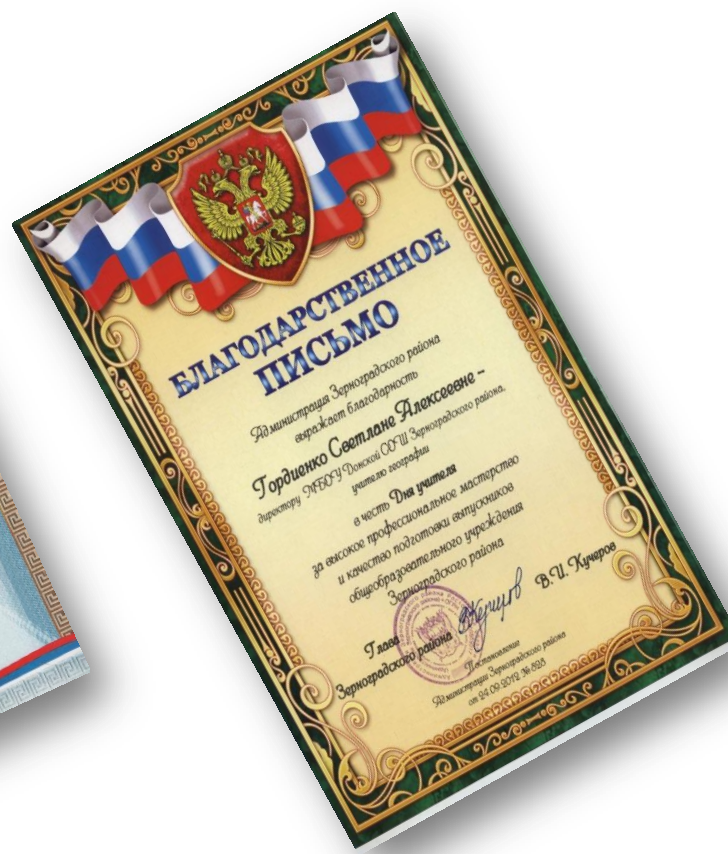 БЛАГОДАРСТВЕННОЕ
ПИСЬМО
Администрация Зерноградского района
выражает благодарность
Гордиенко Светлане Алексеевне –
директору МБОУ Донской СОШ Зерноградского района,
учителю географии
в честь Дня учителя
за высокое профессиональное мастерство
и качество подготовки выпускников
общеобразовательного учреждения
Зерноградского района
Глава
Зерноградского района В.И. Кучеров
Постановление
Администрации Зерноградского района
от 24.09.2012 № 828